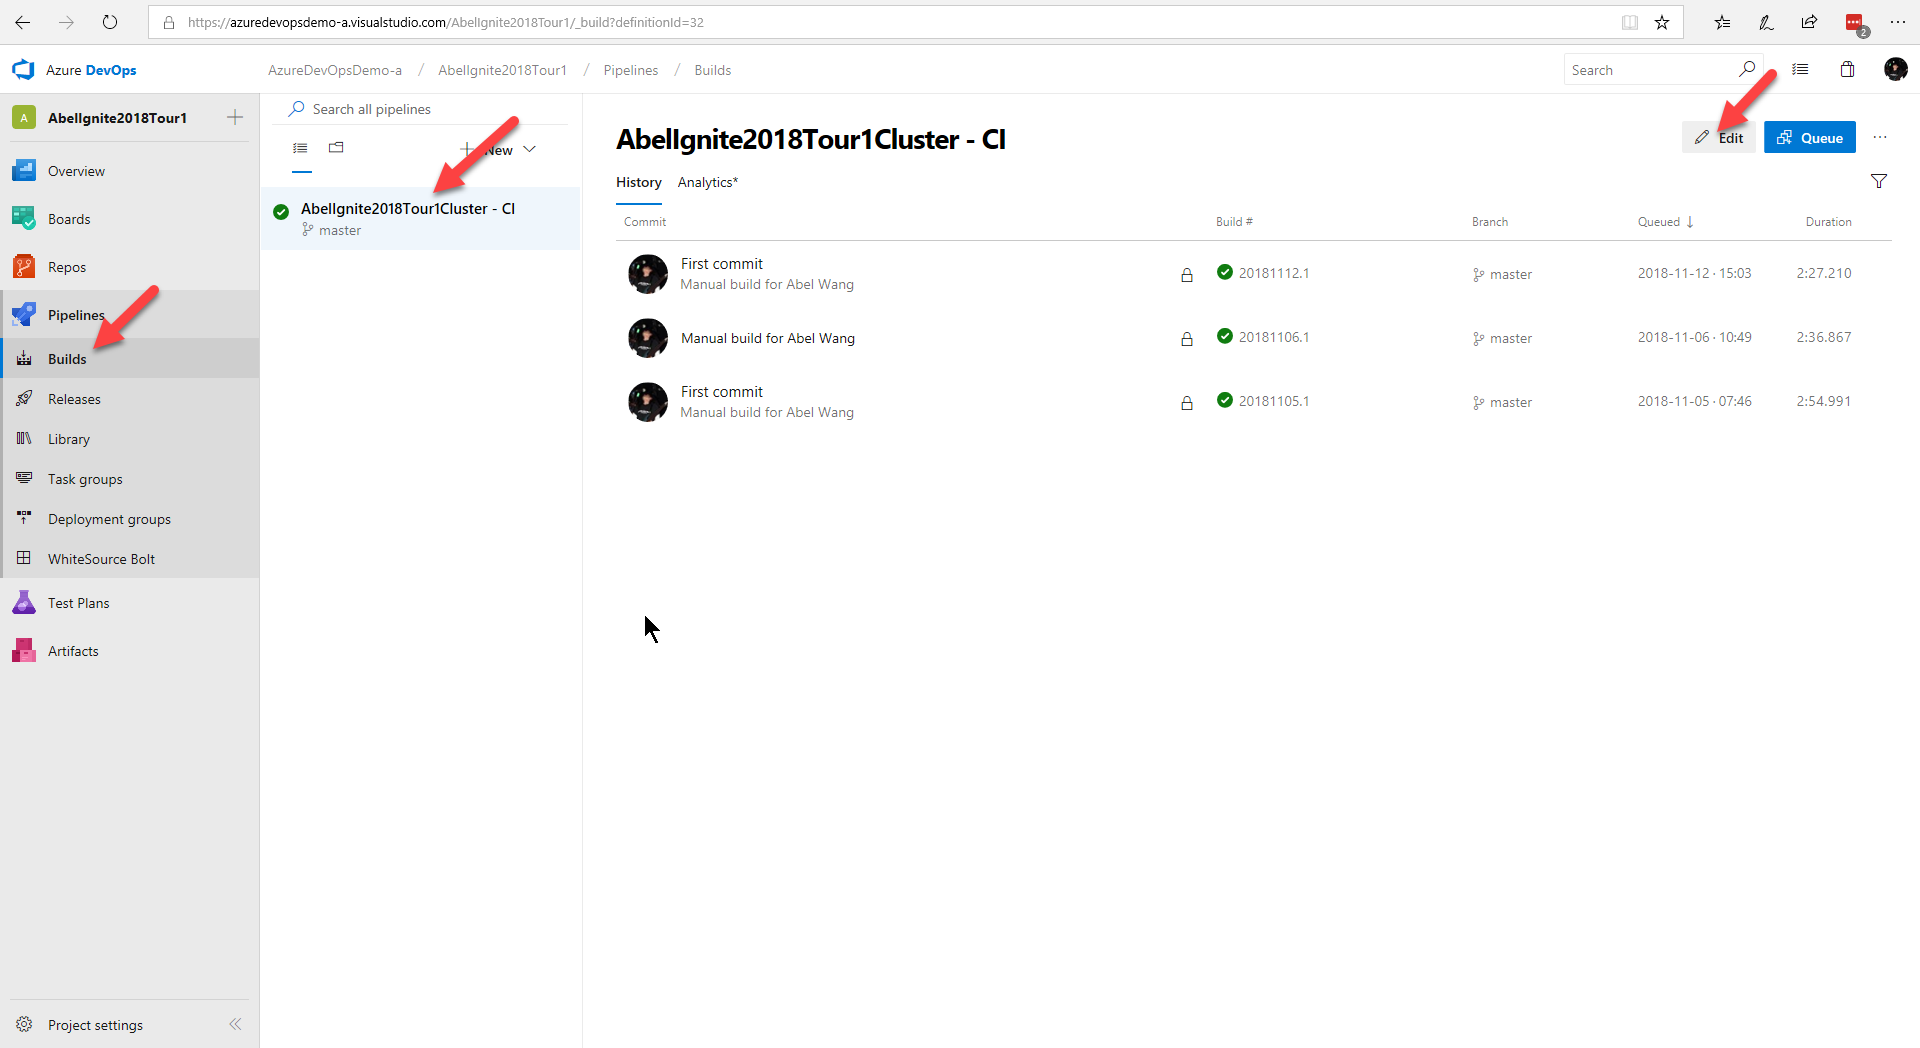 https://azuredevopsdemo-a.visualstudio.com/AbelIgnite2018Tour1/_build?definitionId=32
2
Azure DevOps
AzureDevOpsDemo-a / AbelIgnite2018Tour1 / Pipelines / Builds
Search
A
AbelIgnite2018Tour1
Overview
Boards
Repos
Pipelines
Builds
Releases
Library
Task groups
Deployment groups
WhiteSource Bolt
Test Plans
Artifacts
Project settings
Search all pipelines
New
AbelIgnite2018Tour1Cluster - CI
master
AbelIgnite2018Tour1Cluster - CI
Edit
Queue
History Analytics*
Commit Build # Branch Queued Duration
First commit
Manual build for Abel Wang
20181112.1 master 2018-11-12 · 15:03 2:27.210
Manual build for Abel Wang 20181106.1 master 2018-11-06 · 10:49 2:36.867
First commit
Manual build for Abel Wang
20181105.1 master 2018-11-05 · 07:46 2:54.991